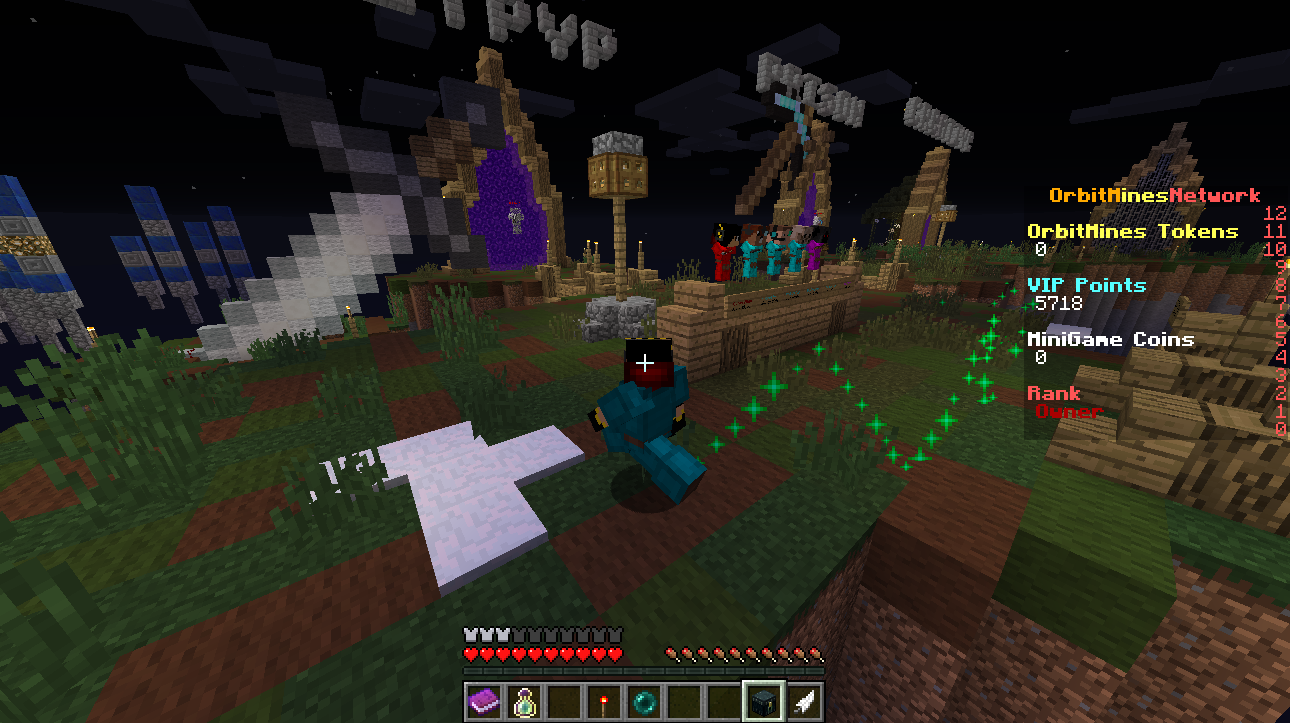 pvp
OrbitMinesNetwork
12
OrbitMines Tokens 11
0 10
9
VIP Points 8
5718 7
6
MiniGame Coins 5
0 4
3
Rank 2
Owner 1
0